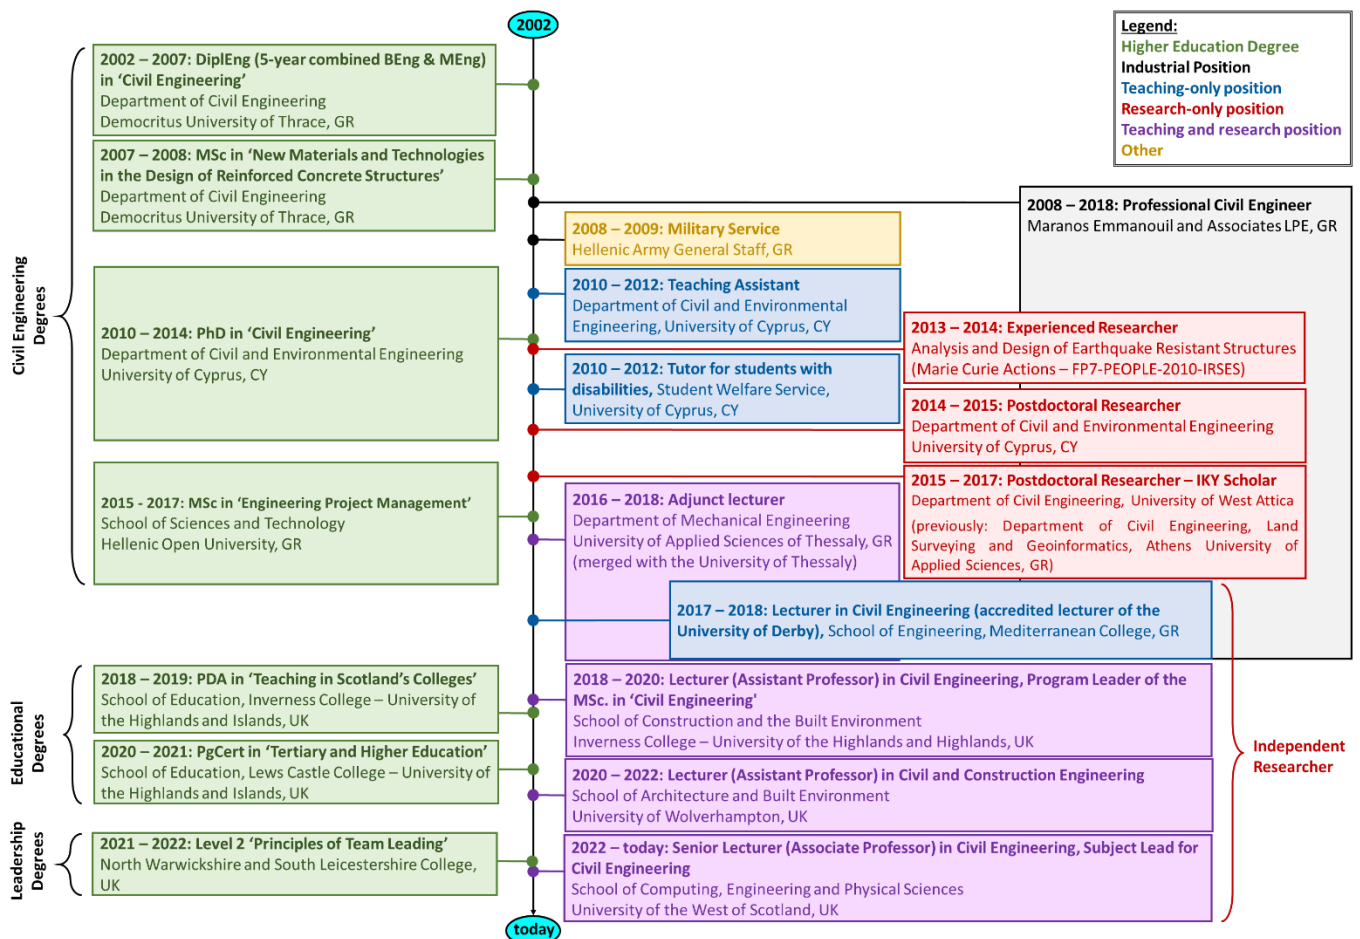 2002
Legend:
Higher Education Degree
Industrial Position
Teaching-only position
Research-only position
Teaching and research position
Other
Civil Engineering
Degrees
2002 – 2007: DiplEng (5-year combined BEng & MEng)
in ‘Civil Engineering’
Department of Civil Engineering
Democritus University of Thrace, GR
2007 – 2008: MSc in ‘New Materials and Technologies
in the Design of Reinforced Concrete Structures’
Department of Civil Engineering
Democritus University of Thrace, GR
2008 – 2018: Professional Civil Engineer
Maranos Emmanouil and Associates LPE, GR
2008 – 2009: Military Service
Hellenic Army General Staff, GR
2010 – 2012: Teaching Assistant
Department of Civil and Environmental
Engineering, University of Cyprus, CY
2010 – 2014: PhD in ‘Civil Engineering’
Department of Civil and Environmental Engineering
University of Cyprus, CY
2013 – 2014: Experienced Researcher
Analysis and Design of Earthquake Resistant Structures
(Marie Curie Actions – FP7-PEOPLE-2010-IRSES)
2010 – 2012: Tutor for students with
disabilities, Student Welfare Service,
University of Cyprus, CY
2014 – 2015: Postdoctoral Researcher
Department of Civil and Environmental Engineering
University of Cyprus, CY
2015 - 2017: MSc in ‘Engineering Project Management’
School of Sciences and Technology
Hellenic Open University, GR
2015 – 2017: Postdoctoral Researcher – IKY Scholar
Department of Civil Engineering, University of West Attica
(previously: Department of Civil Engineering, Land
Surveying and Geoinformatics, Athens University of
Applied Sciences, GR)
2016 – 2018: Adjunct lecturer
Department of Mechanical Engineering
University of Applied Sciences of Thessaly, GR
(merged with the University of Thessaly)
2017 – 2018: Lecturer in Civil Engineering (accredited lecturer of the
University of Derby), School of Engineering, Mediterranean College, GR
Educational
Degrees
2018 – 2019: PDA in ‘Teaching in Scotland’s Colleges’
School of Education, Inverness College – University of
the Highlands and Islands, UK
2018 – 2020: Lecturer (Assistant Professor) in Civil Engineering, Program Leader of the
MSc. in ‘Civil Engineering'
School of Construction and the Built Environment
Inverness College – University of the Highlands and Highlands, UK
2020 – 2021: PgCert in ‘Tertiary and Higher Education’
School of Education, Lews Castle College – University of
the Highlands and Islands, UK
2020 – 2022: Lecturer (Assistant Professor) in Civil and Construction Engineering
School of Architecture and Built Environment
University of Wolverhampton, UK
Independent
Researcher
Leadership
Degrees
2021 – 2022: Level 2 ‘Principles of Team Leading’
North Warwickshire and South Leicestershire College,
UK
2022 – today: Senior Lecturer (Associate Professor) in Civil Engineering, Subject Lead for
Civil Engineering
School of Computing, Engineering and Physical Sciences
University of the West of Scotland, UK
today